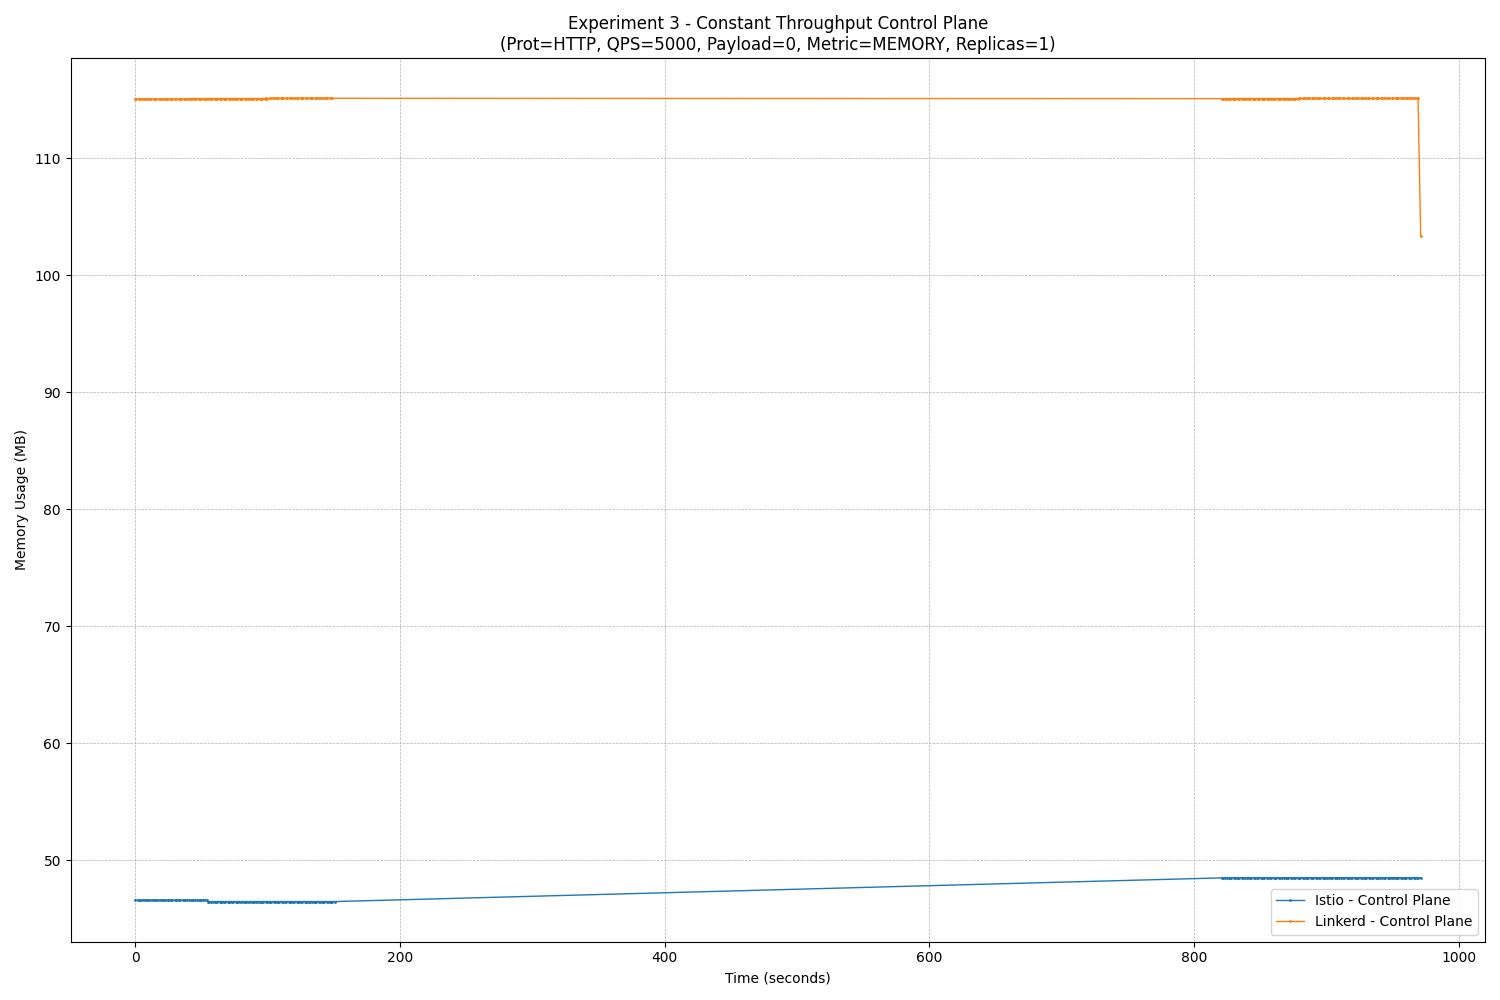 Experiment 3 - Constant Throughput Control Plane
(Prot=HTTP, QPS=5000, Payload=0, Metric=MEMORY, Replicas=1)
Memory Usage (MB)
110
100
90
80
70
60
50
Istio - Control Plane
Linkerd - Control Plane
0
200
400
600
800
1000
Time (seconds)